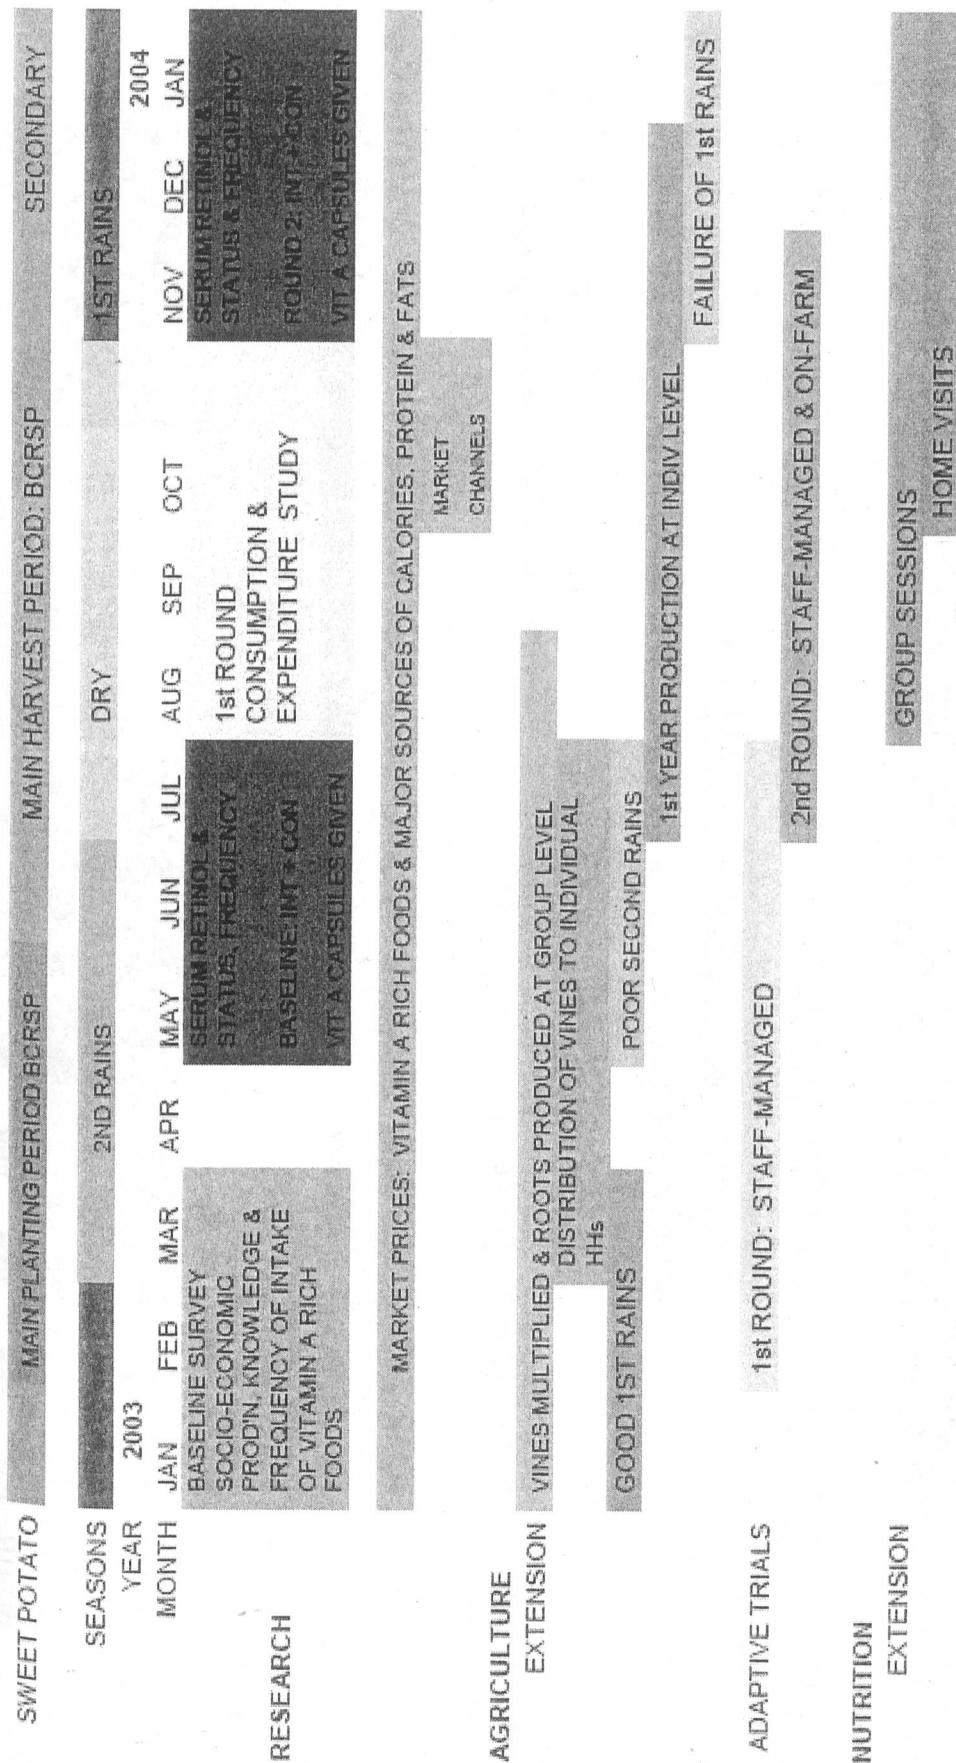 SWEET POTATO MAIN PLANTING PERIOD BCRSP MAIN HARVEST PERIOD: BCRSP SECONDARY
SEASONS 2ND RAINS DRY 1ST RAINS
YEAR 2003 2004
MONTH JAN FEB MAR APR MAY JUN JUL AUG SEP OCT NOV DEC JAN
RESEARCH
BASELINE SURVEY
SOCIO-ECONOMIC
PROD'N, KNOWLEDGE &
FREQUENCY OF INTAKE
OF VITAMIN A RICH
FOODS
SERUM RETINOL &
STATUS, FREQUENCY
BASELINE: INT + CON
VIT A CAPSULES GIVEN
1st ROUND
CONSUMPTION &
EXPENDITURE STUDY
SERUM RETINOL &
STATUS & FREQUENCY
ROUND 2: INT + CON
VIT A CAPSULES GIVEN
MARKET PRICES: VITAMIN A RICH FOODS & MAJOR SOURCES OF CALORIES, PROTEIN & FATS
MARKET
CHANNELS
AGRICULTURE
EXTENSION VINES MULTIPLIED & ROOTS PRODUCED AT GROUP LEVEL
DISTRIBUTION OF VINES TO INDIVIDUAL
HHs
GOOD 1ST RAINS POOR SECOND RAINS
1st YEAR PRODUCTION AT INDIV LEVEL
FAILURE OF 1st RAINS
ADAPTIVE TRIALS 1st ROUND: STAFF-MANAGED
2nd ROUND: STAFF-MANAGED & ON-FARM
NUTRITION
EXTENSION GROUP SESSIONS
HOME VISITS